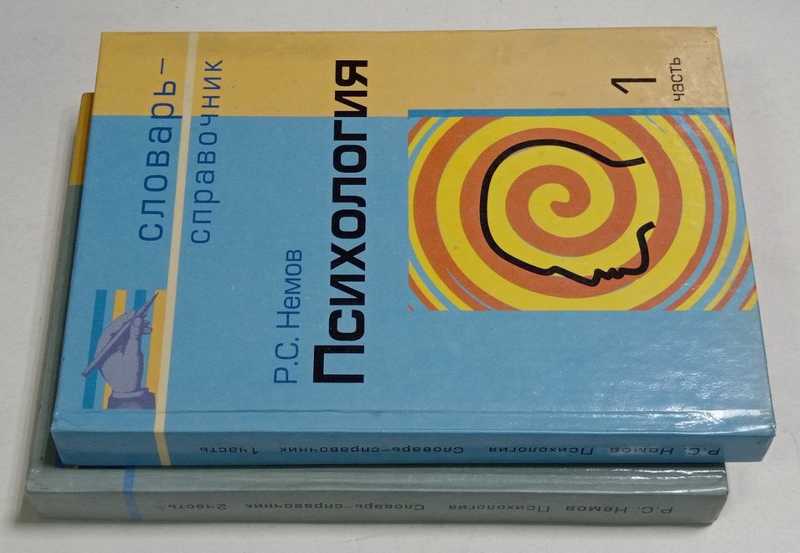 словарь–
справочник
Р.С. Немов
Психология
1
часть
Р.С. Немов Психология Словарь–справочник 1 часть
Р.С. Немов Психология Словарь–справочник 2 часть